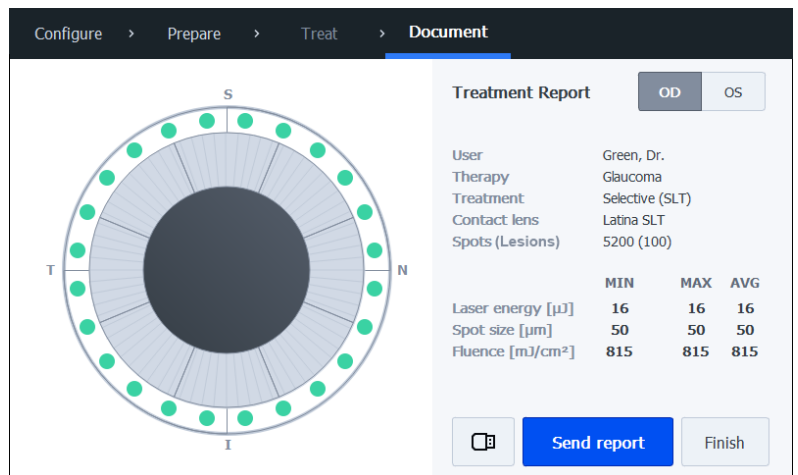 Configure > Prepare > Treat > Document
S
T
N
I
Treatment Report OD OS
User Green, Dr.
Therapy Glaucoma
Treatment Selective (SLT)
Contact lens Latina SLT
Spots (Lesions) 5200 (100)
MIN MAX AVG
Laser energy [µJ] 16 16 16
Spot size [µm] 50 50 50
Fluence [mJ/cm²] 815 815 815
Send report Finish